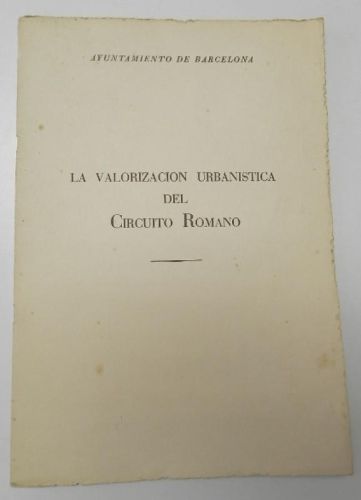 AYUNTAMIENTO DE BARCELONA
LA VALORIZACION URBANISTICA
DEL
CIRCUITO ROMANO